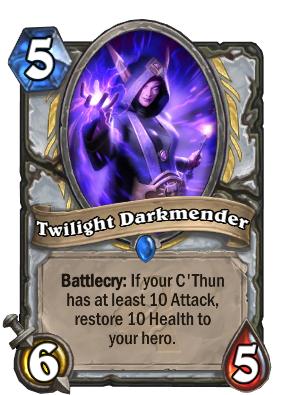 5
Twilight Darkmender
Battlecry: If your C'Thun
has at least 10 Attack,
restore 10 Health to
your hero.
6
5